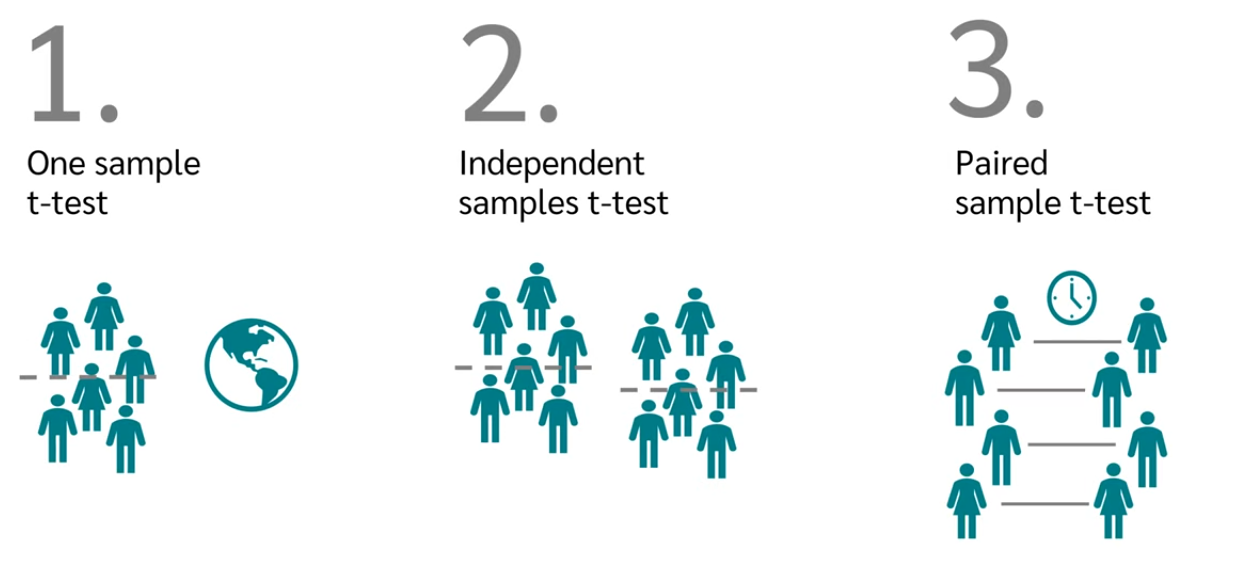 1.
One sample
t-test
2.
Independent
samples t-test
3.
Paired
sample t-test